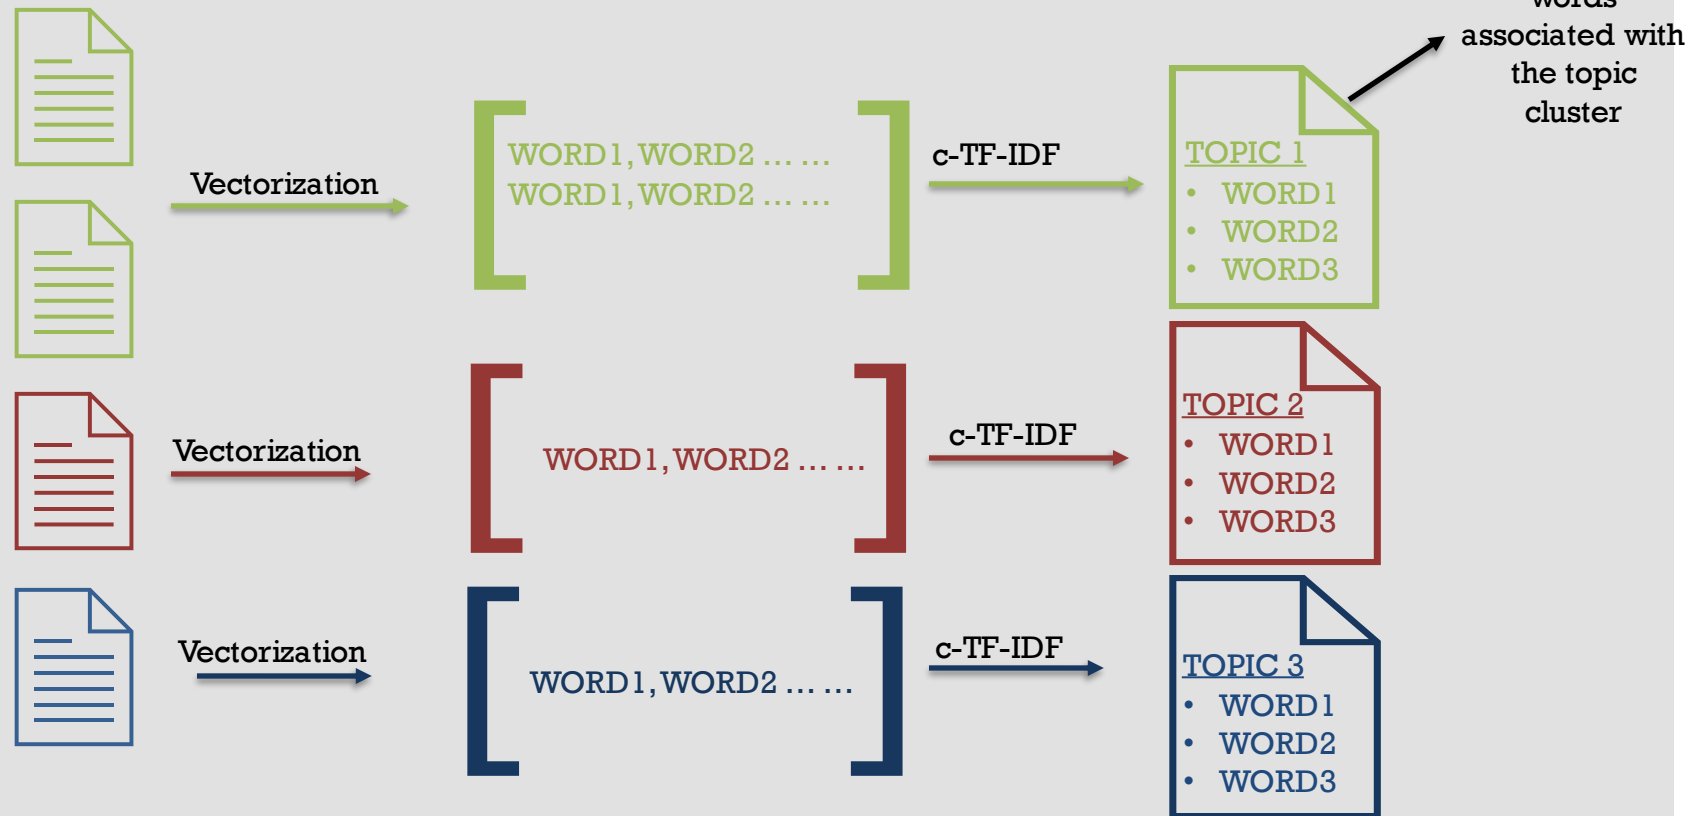 words
associated with
the topic
cluster
Vectorization
WORD1, WORD2 … …
WORD1, WORD2 … …
c-TF-IDF
TOPIC 1
• WORD1
• WORD2
• WORD3
Vectorization
WORD1, WORD2 … …
c-TF-IDF
TOPIC 2
• WORD1
• WORD2
• WORD3
Vectorization
WORD1, WORD2 … …
c-TF-IDF
TOPIC 3
• WORD1
• WORD2
• WORD3